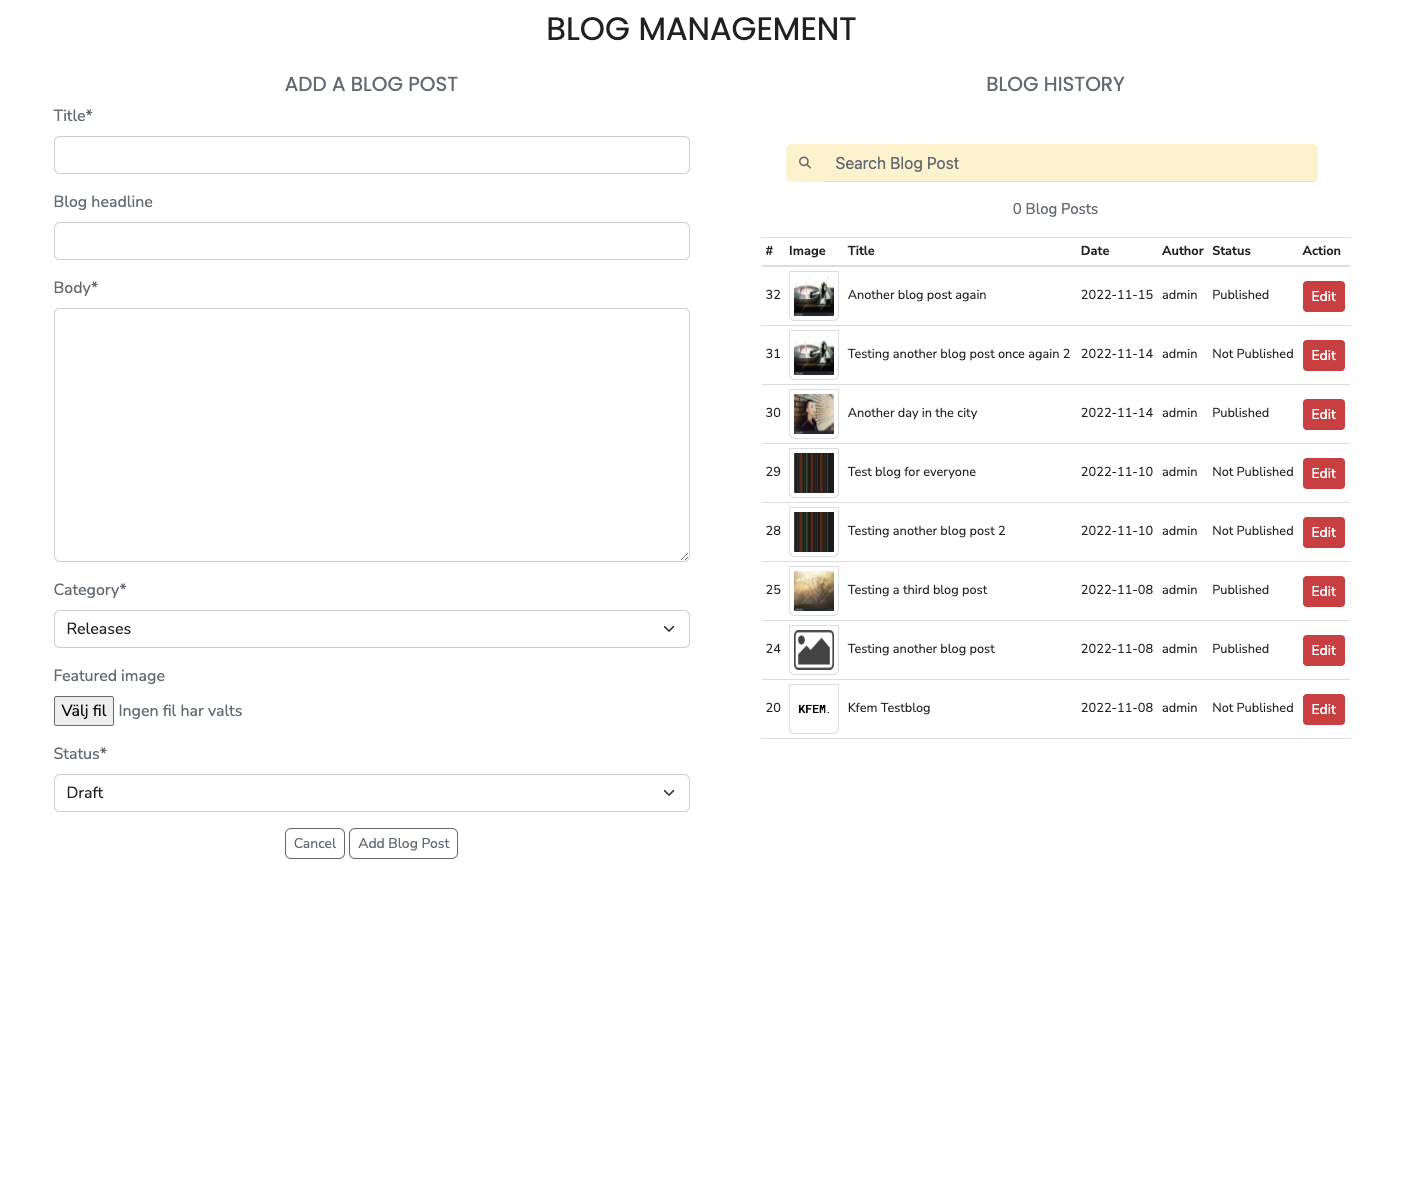 BLOG MANAGEMENT
ADD A BLOG POST
Title*
Blog headline
Body*
Category*
Releases
Featured image
Välj fil Ingen fil har valts
Status*
Draft
Cancel Add Blog Post
BLOG HISTORY
Search Blog Post
0 Blog Posts
# Image Title Date Author Status Action
32 Another blog post again 2022-11-15 admin Published Edit
31 Testing another blog post once again 2 2022-11-14 admin Not Published Edit
30 Another day in the city 2022-11-14 admin Published Edit
29 Test blog for everyone 2022-11-10 admin Not Published Edit
28 Testing another blog post 2 2022-11-10 admin Not Published Edit
25 Testing a third blog post 2022-11-08 admin Published Edit
24 Testing another blog post 2022-11-08 admin Published Edit
20 KFEM. Kfem Testblog 2022-11-08 admin Not Published Edit